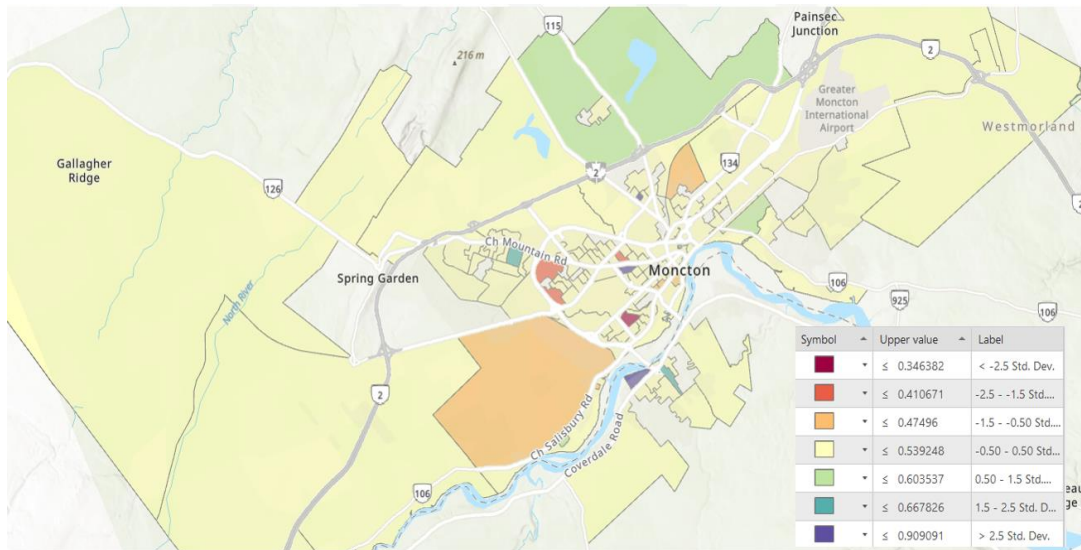 115
Painsec
Junction
2
216 m
Greater
Moncton
International
Airport
Westmorland
Gallagher
Ridge
134
2
126
2
Ch Mountain Rd
Spring Garden
Moncton
106
925
106
North River
Rd
2
Ch Salisbury Rd
Coverdale Road
106
Symbol Upper value Label
≤ 0.346382 < -2.5 Std. Dev.
≤ 0.410671 -2.5 - -1.5 Std....
≤ 0.47496 -1.5 - -0.50 Std...
≤ 0.539248 -0.50 - 0.50 Std...
≤ 0.603537 0.50 - 1.5 Std....
≤ 0.667826 1.5 - 2.5 Std. D...
≤ 0.909091 > 2.5 Std. Dev.
eau
ge